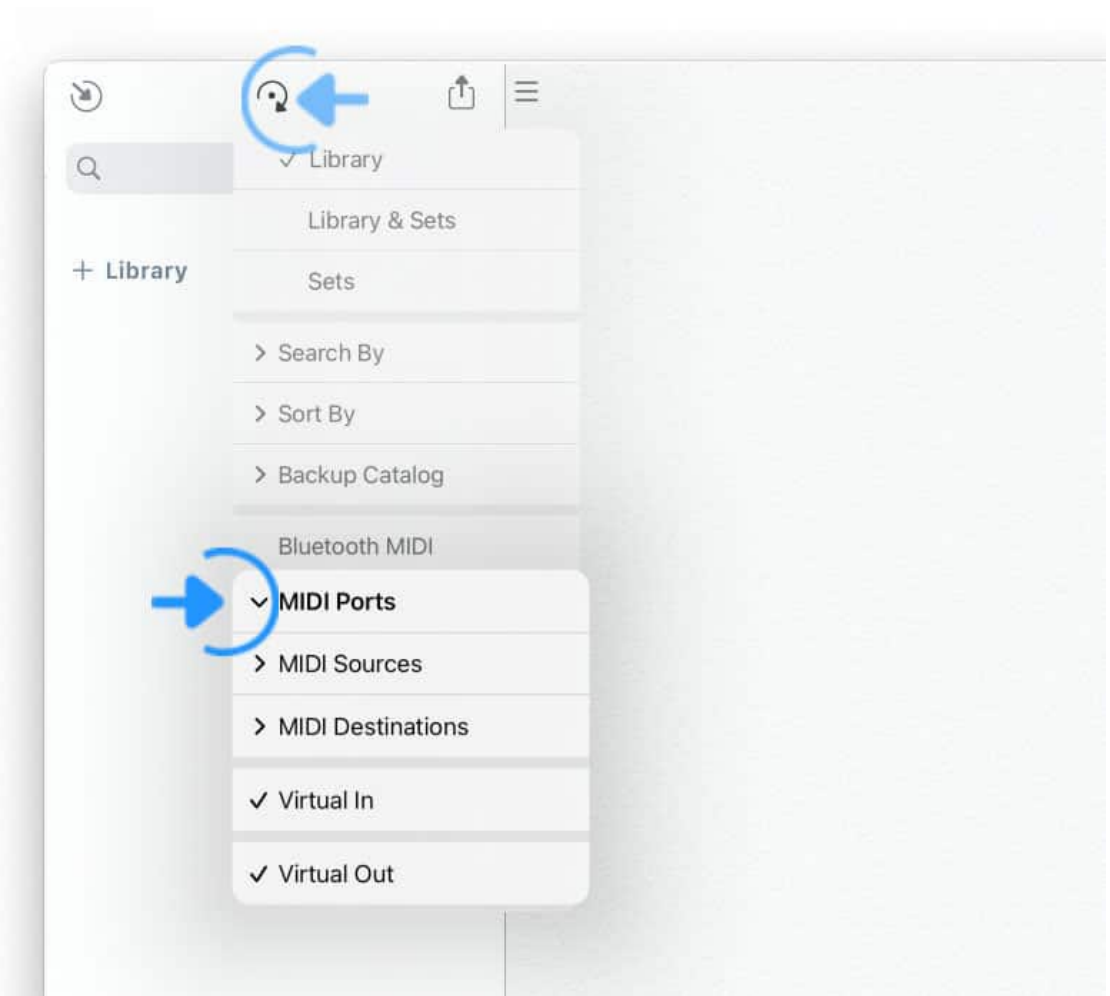 Library
Library & Sets
+ Library
Sets
Search By
Sort By
Backup Catalog
Bluetooth MIDI
MIDI Ports
MIDI Sources
MIDI Destinations
Virtual In
Virtual Out